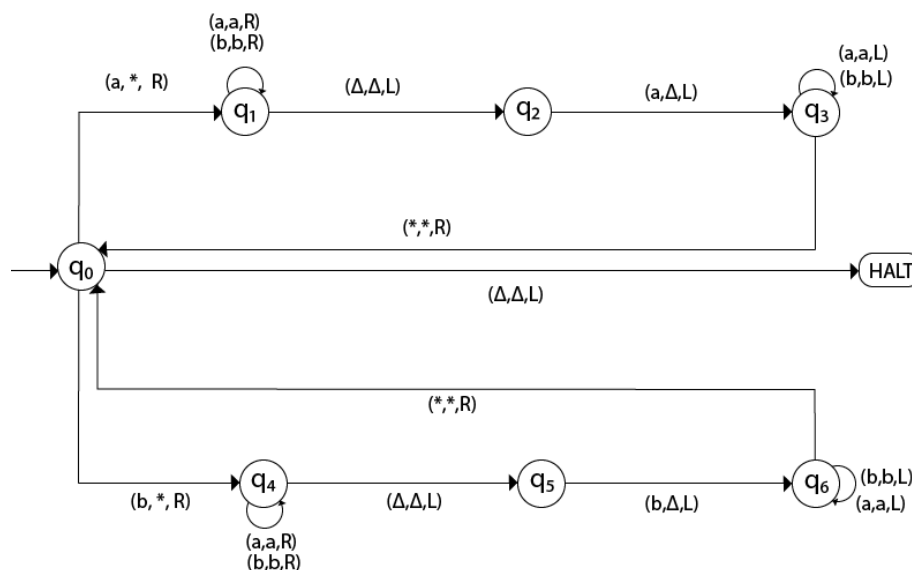 (a,a,R)
(b,b,R)
(a, *, R)
(Δ,Δ,L)
(a,Δ,L)
(a,a,L)
(b,b,L)
q1
q2
q3
(*,*,R)
q0
HALT
(Δ,Δ,L)
(*,*,R)
q4
q5
q6
(b,b,L)
(a,a,L)
(b, *, R)
(Δ,Δ,L)
(b,Δ,L)
(a,a,R)
(b,b,R)